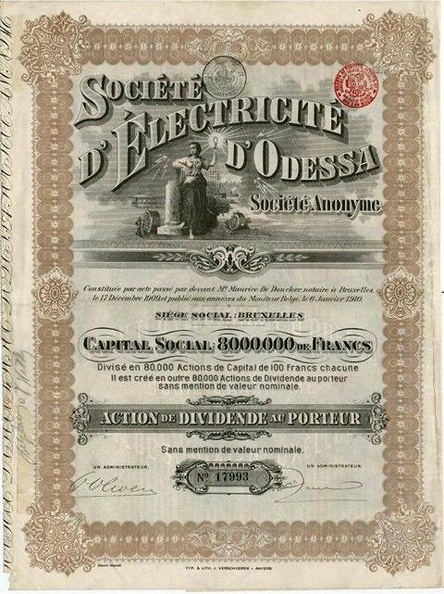 SOCIÉTÉ
D'ÉLECTRICITÉ
D'ODESSA
Société Anonyme
Constituée par acte passé par devant Mᵉ Maurice De Doncker, notaire à Bruxelles,
le 17 Décembre 1909, et publié aux annexes du Moniteur Belge, le 6 Janvier 1910.
SIÈGE SOCIAL: BRUXELLES
CAPITAL SOCIAL: 8000.000 DE FRANCS
Divisé en 80,000 Actions de Capital de 100 Francs chacune
Il est créé en outre 80,000 Actions de Dividende au porteur
sans mention de valeur nominale.
ACTION DE DIVIDENDE AU PORTEUR
Sans mention de valeur nominale.
UN ADMINISTRATEUR.
UN ADMINISTRATEUR.
Nº 17993
TYP. & LITH. J. VERSCHUEREN - ANVERS